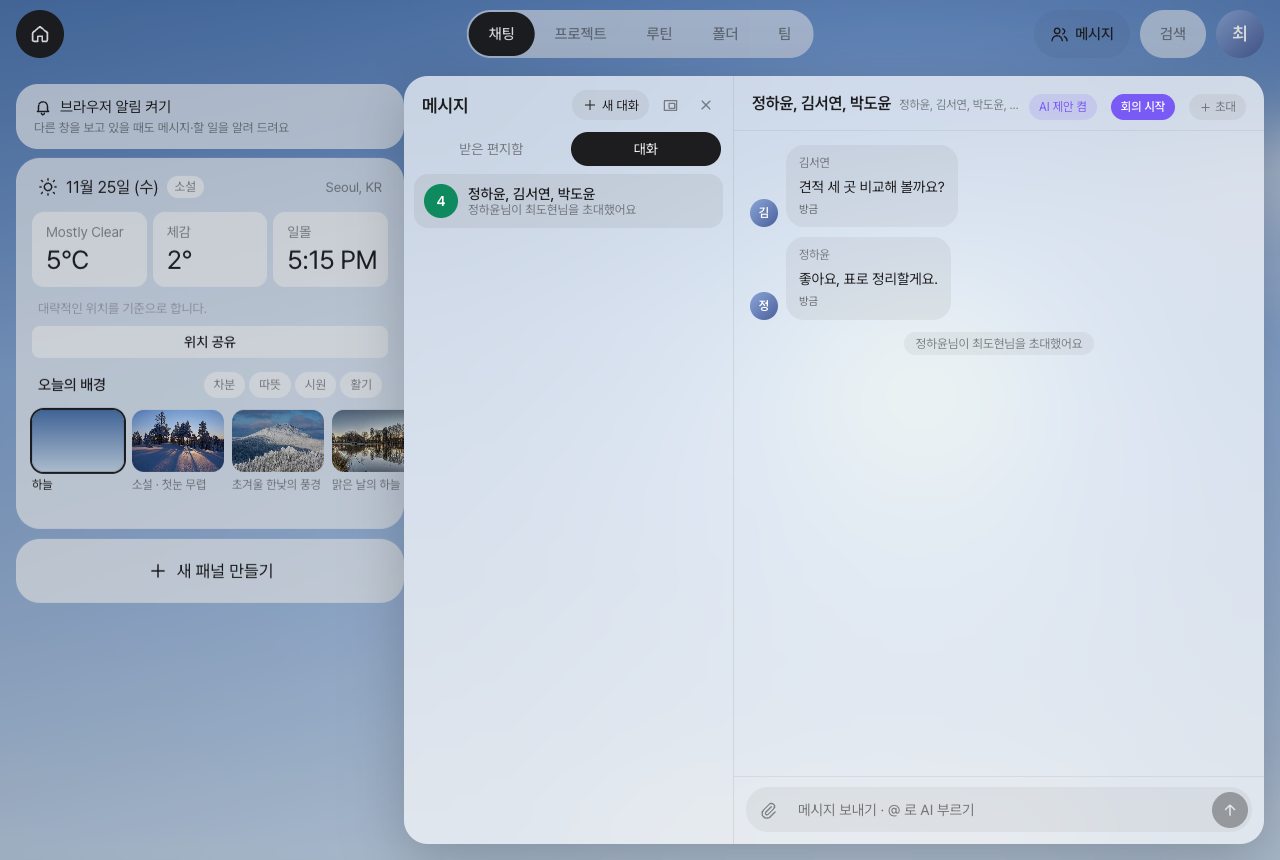 채팅
프로젝트
루틴
폴더
팀
메시지
검색
최
브라우저 알림 켜기
다른 창을 보고 있을 때도 메시지·할 일을 알려 드려요
11월 25일 (수)
소설
Seoul, KR
Mostly Clear
5°C
체감
2°
일몰
5:15 PM
대략적인 위치를 기준으로 합니다.
위치 공유
오늘의 배경
차분
따뜻
시원
활기
하늘
소설 · 첫눈 무렵
초겨울 한낮의 풍경
맑은 날의 하늘
새 패널 만들기
메시지
새 대화
받은 편지함
대화
4
정하윤, 김서연, 박도윤
정하윤님이 최도현님을 초대했어요
정하윤, 김서연, 박도윤
정하윤, 김서연, 박도윤, ...
AI 제안 켬
회의 시작
초대
김서연
견적 세 곳 비교해 볼까요?
방금
김
정하윤
좋아요, 표로 정리할게요.
방금
정
정하윤님이 최도현님을 초대했어요
메시지 보내기 · @ 로 AI 부르기